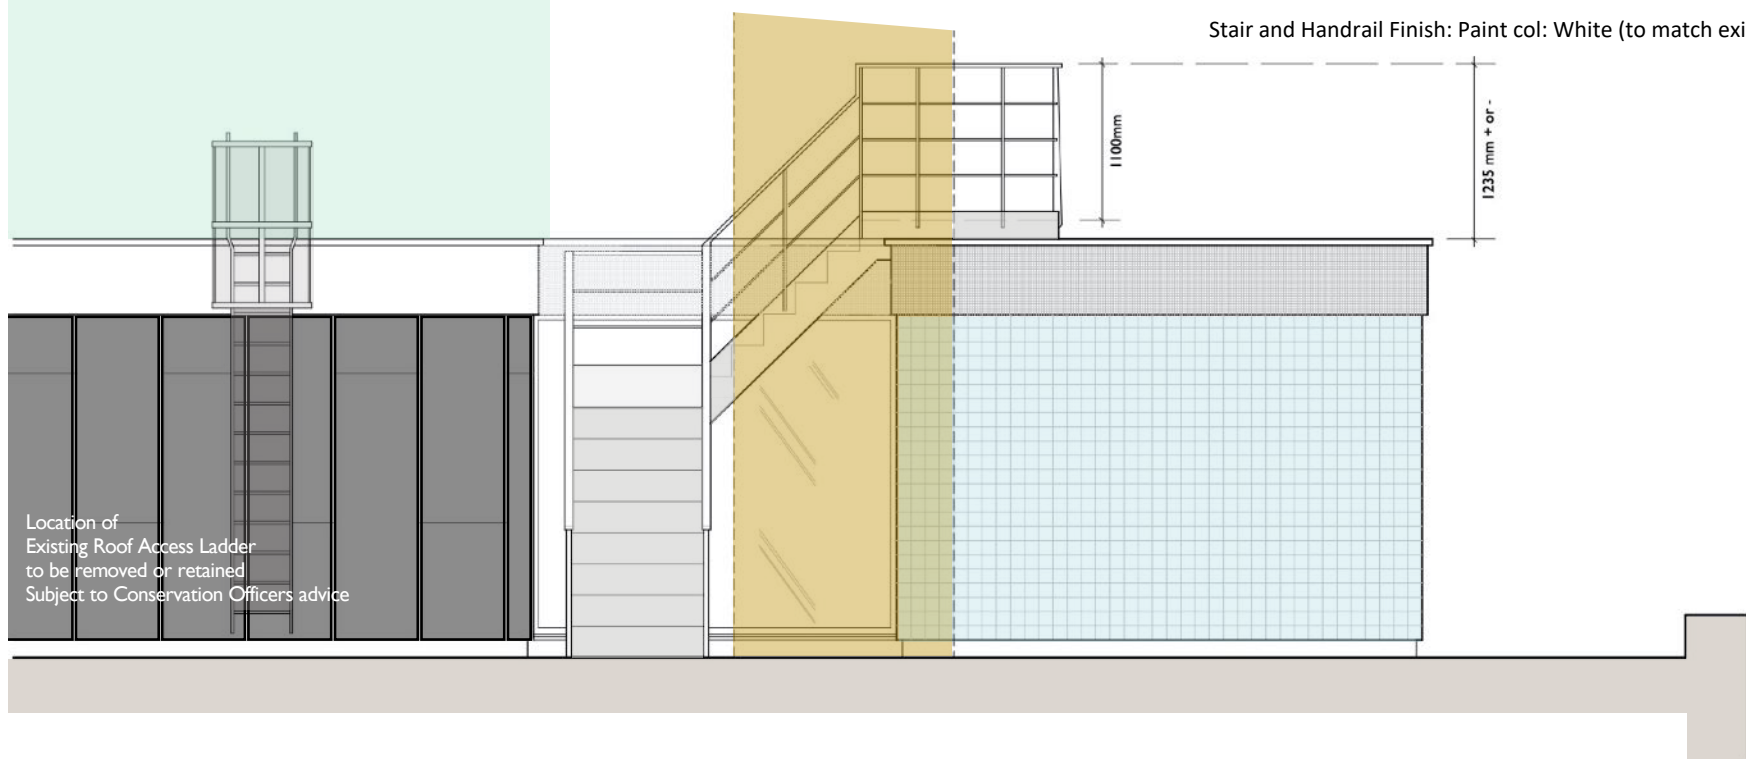 Stair and Handrail Finish: Paint col: White (to match exi
1100mm
1235 mm + or -
Location of
Existing Roof Access Ladder
to be removed or retained
Subject to Conservation Officers advice